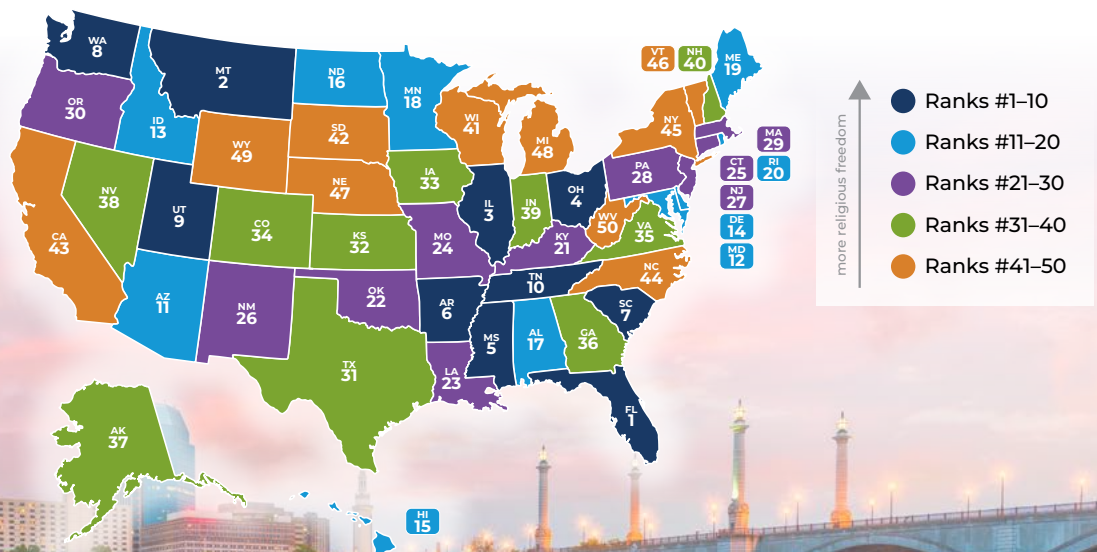 WA
8
MT
2
ND
16
MN
18
VT
46
NH
40
ME
19
OR
30
ID
13
WY
49
SD
42
WI
41
MI
48
NY
45
MA
29
CT
25
RI
20
NJ
27
DE
14
MD
12
NV
38
UT
9
CO
34
NE
47
KS
32
IA
33
MO
24
IL
3
IN
39
OH
4
PA
28
WV
50
VA
35
KY
21
CA
43
AZ
11
NM
26
OK
22
AR
6
TN
10
NC
44
SC
7
TX
31
LA
23
MS
5
AL
17
GA
36
FL
1
AK
37
HI
15
more religious freedom
Ranks #1–10
Ranks #11–20
Ranks #21–30
Ranks #31–40
Ranks #41–50